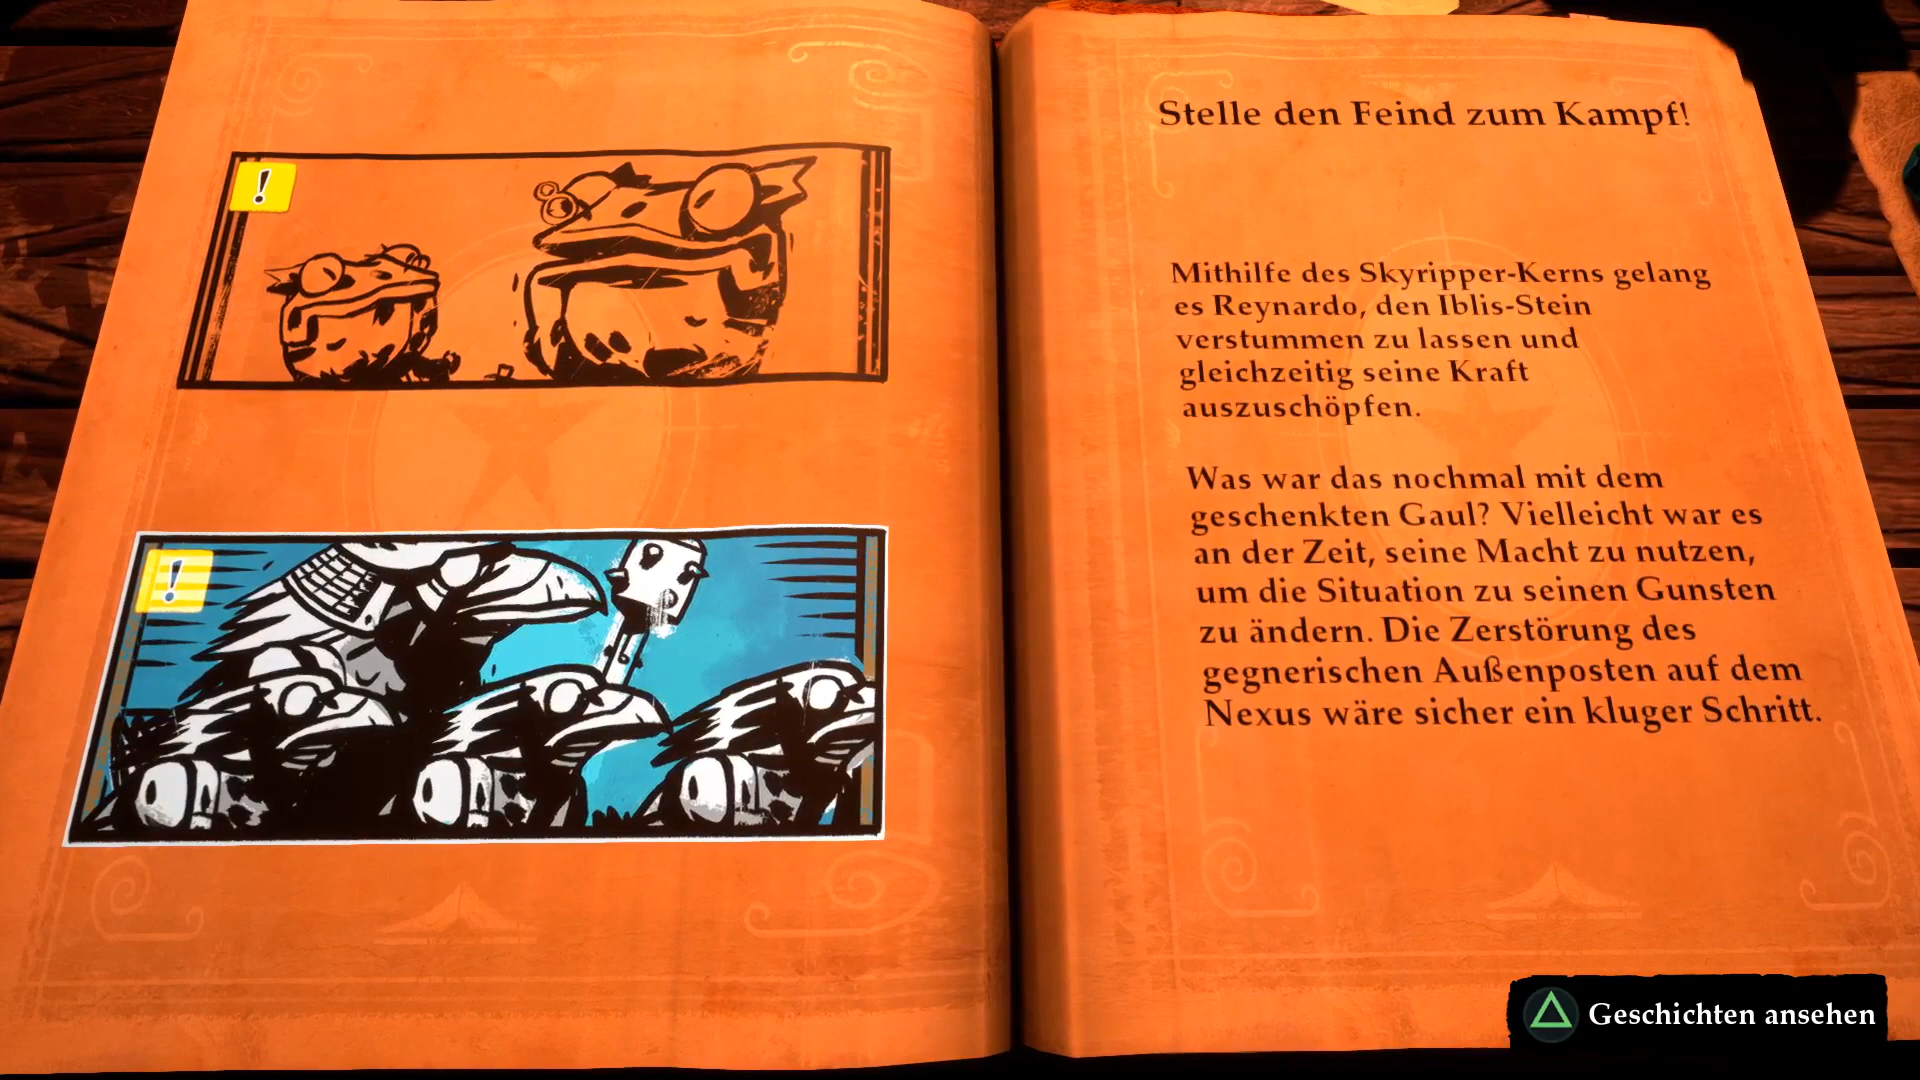 !
!
Stelle den Feind zum Kampf!
Mithilfe des Skyripper-Kerns gelang
es Reynardo, den Iblis-Stein
verstummen zu lassen und
gleichzeitig seine Kraft
auszuschöpfen.
Was war das nochmal mit dem
geschenkten Gaul? Vielleicht war es
an der Zeit, seine Macht zu nutzen,
um die Situation zu seinen Gunsten
zu ändern. Die Zerstörung des
gegnerischen Außenposten auf dem
Nexus wäre sicher ein kluger Schritt.
Geschichten ansehen